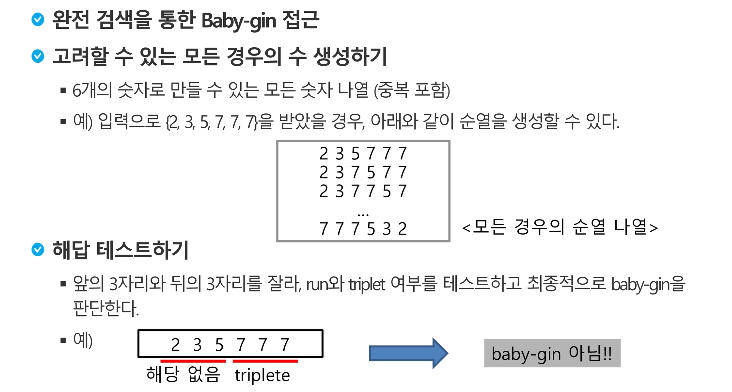 완전 검색을 통한 Baby-gin 접근
고려할 수 있는 모든 경우의 수 생성하기
▪ 6개의 숫자로 만들 수 있는 모든 숫자 나열 (중복 포함)
▪ 예) 입력으로 {2, 3, 5, 7, 7, 7}을 받았을 경우, 아래와 같이 순열을 생성할 수 있다.
2 3 5 7 7 7
2 3 7 5 7 7
2 3 7 7 5 7
...
7 7 7 5 3 2
<모든 경우의 순열 나열>
해답 테스트하기
▪ 앞의 3자리와 뒤의 3자리를 잘라, run와 triplet 여부를 테스트하고 최종적으로 baby-gin을
판단한다.
▪ 예)
2 3 5 7 7 7
해당 없음 triplete
baby-gin 아님!!